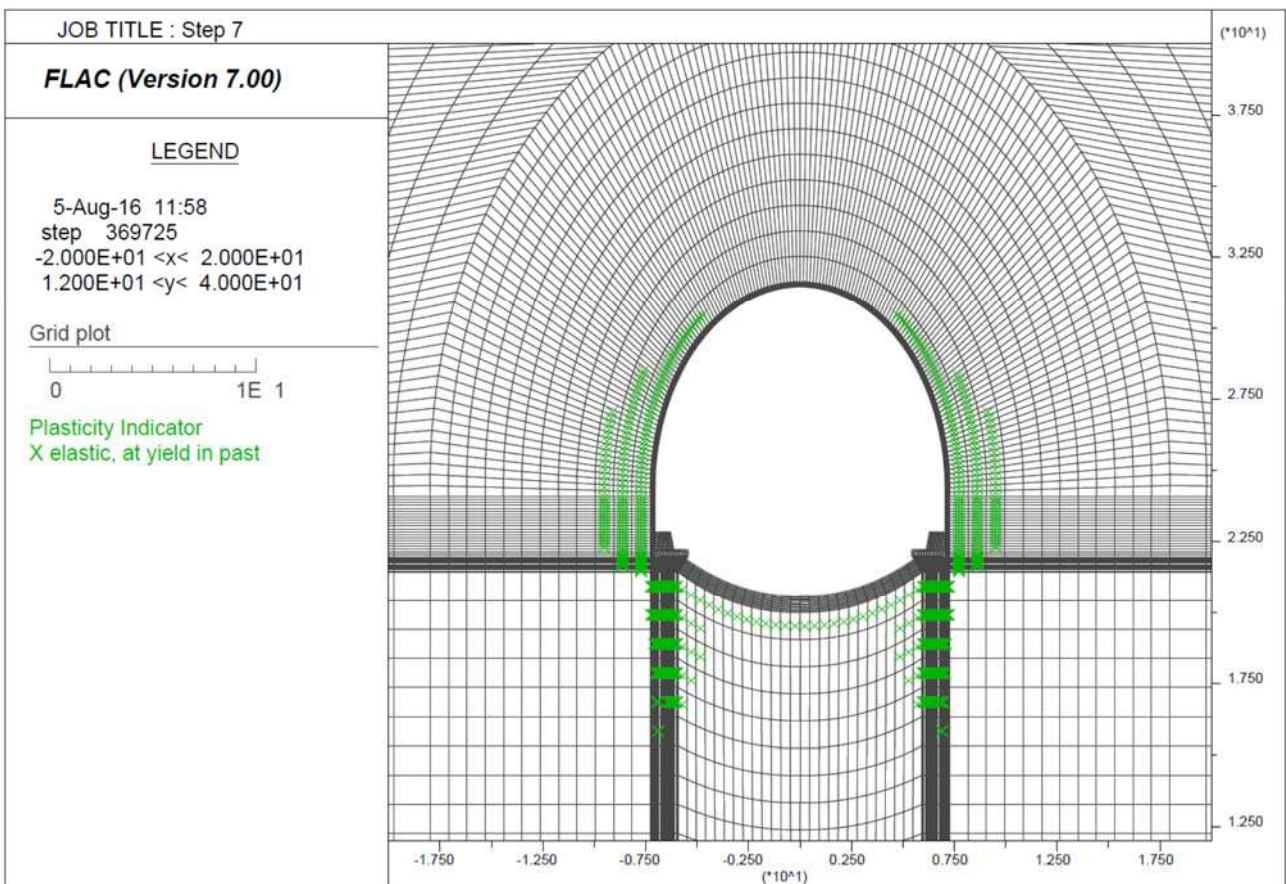 JOB TITLE : Step 7
FLAC (Version 7.00)
LEGEND
5-Aug-16 11:58
step 369725
-2.000E+01 <x< 2.000E+01
1.200E+01 <y< 4.000E+01
Grid plot
0 1E 1
Plasticity Indicator
X elastic, at yield in past
(*10^1)
3.750
3.250
2.750
2.250
1.750
1.250
-1.750 -1.250 -0.750 -0.250 0.250 0.750 1.250 1.750
(*10^1)